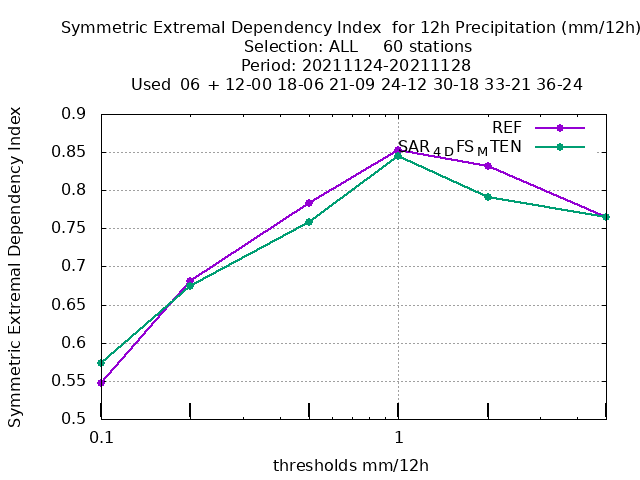 Symmetric Extremal Dependency Index  for 12h Precipitation (mm/12h)
Selection: ALL     60 stations
Period: 20211124-20211128
Used  06 + 12-00 18-06 21-09 24-12 30-18 33-21 36-24
Symmetric Extremal Dependency Index
0.9
0.85
0.8
0.75
0.7
0.65
0.6
0.55
0.5
REF
SAR4DFSMTEN
0.1
1
thresholds mm/12h